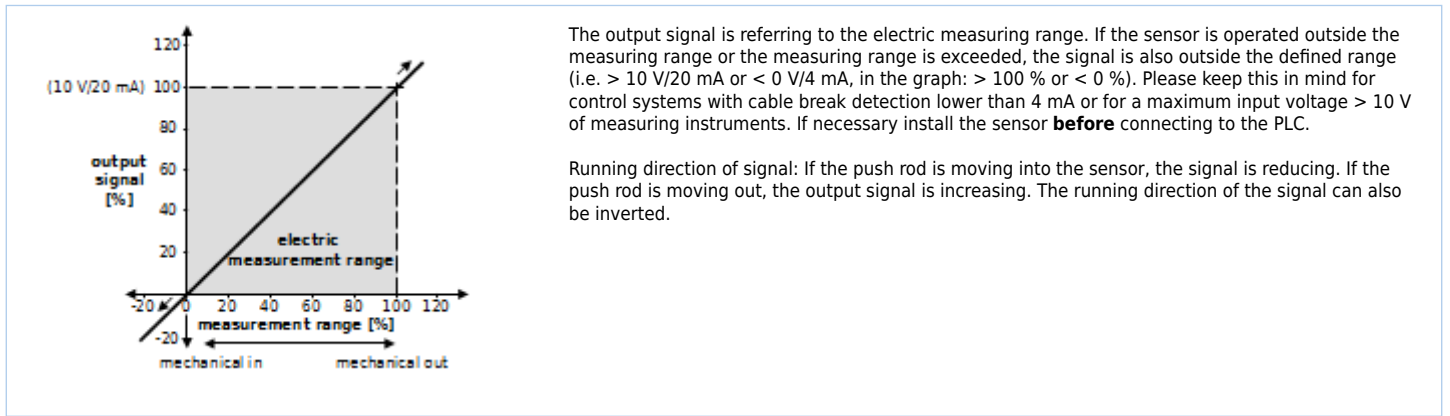 120
(10 V/20 mA) 100
80
output
signal
[%]
60
40
20
electric
measurement range
-20 0 20 40 60 80 100 120
measurement range [%]
-20
mechanical in mechanical out
The output signal is referring to the electric measuring range. If the sensor is operated outside the
measuring range or the measuring range is exceeded, the signal is also outside the defined range
(i.e. > 10 V/20 mA or < 0 V/4 mA, in the graph: > 100 % or < 0 %). Please keep this in mind for
control systems with cable break detection lower than 4 mA or for a maximum input voltage > 10 V
of measuring instruments. If necessary install the sensor before connecting to the PLC.
Running direction of signal: If the push rod is moving into the sensor, the signal is reducing. If the
push rod is moving out, the output signal is increasing. The running direction of the signal can also
be inverted.